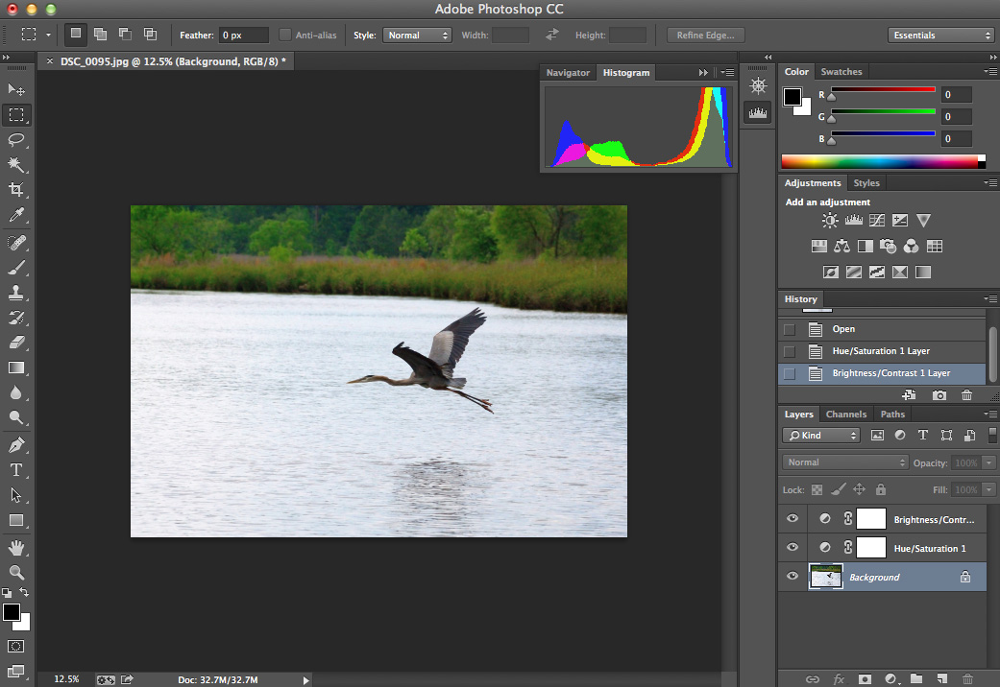 Adobe Photoshop CC
Feather: 0 px Anti-alias Style: Normal Width: Height: Refine Edge... Essentials
× DSC_0095.jpg @ 12.5% (Background, RGB/8) *
Navigator Histogram
Color Swatches
R 0
G 0
B 0
Adjustments Styles
Add an adjustment
History
Open
Hue/Saturation 1 Layer
Brightness/Contrast 1 Layer
Layers Channels Paths
Kind
T
Normal Opacity: 100%
Lock: Fill: 100%
Brightness/Contr...
Hue/Saturation 1
Background
T
12.5% Doc: 32.7M/32.7M
fx